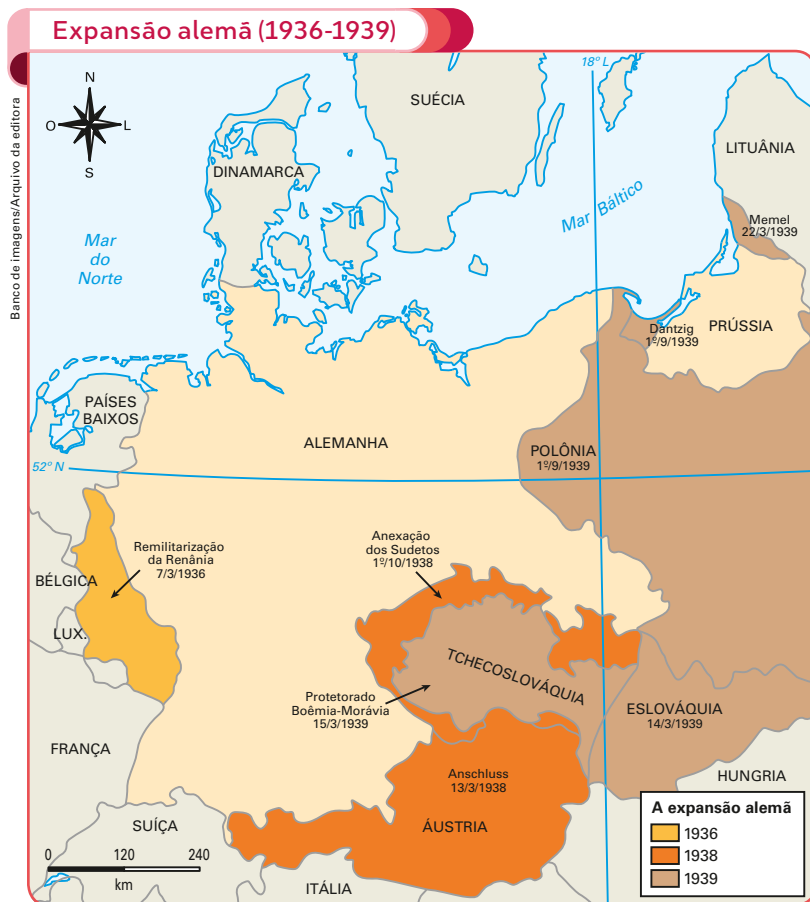 Expansão alemã (1936-1939)
Banco de imagens/Arquivo da editora
N
O
L
S
18º L
SUÉCIA
LITUÂNIA
DINAMARCA
Mar Báltico
Memel
22/3/1939
Mar
do
Norte
Dantzig
1º/9/1939
PRÚSSIA
PAÍSES
BAIXOS
ALEMANHA
POLÔNIA
1º/9/1939
52º N
Anexação
dos Sudetos
1º/10/1938
Remilitarização
da Renânia
7/3/1936
BÉLGICA
LUX.
TCHECOSLOVÁQUIA
Protetorado
Boêmia-Morávia
15/3/1939
ESLOVÁQUIA
14/3/1939
FRANÇA
Anschluss
13/3/1938
HUNGRIA
SUÍÇA
ÁUSTRIA
ITÁLIA
0 120 240
km
A expansão alemã
1936
1938
1939